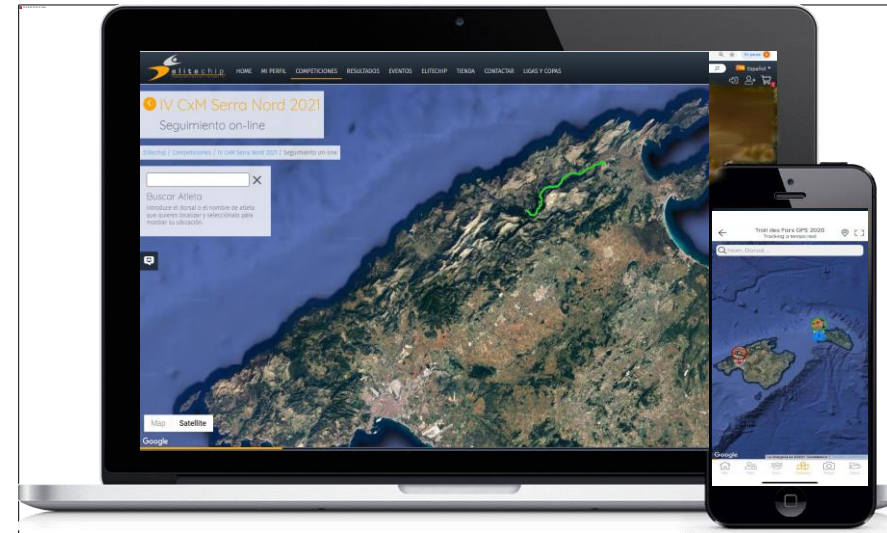 elitechip
HOME MI PERFIL COMPETICIONES RESULTADOS EVENTOS ELITECHIP TIENDA CONTACTAR LIGAS Y COPAS
Español
IV CxM Serra Nord 2021
Seguimiento on-line
Elitechip / Competiciones / IV CxM Serra Nord 2021 / Seguimiento on-line
Buscar Atleta
Introduce el dorsal o el nombre de atleta
que quieres localizar y selecciónalo para
mostrar su ubicación.
Map Satellite
Google
Trail des Fars GPS 2020
Tracking a temps real
Nom, Dorsal
Google